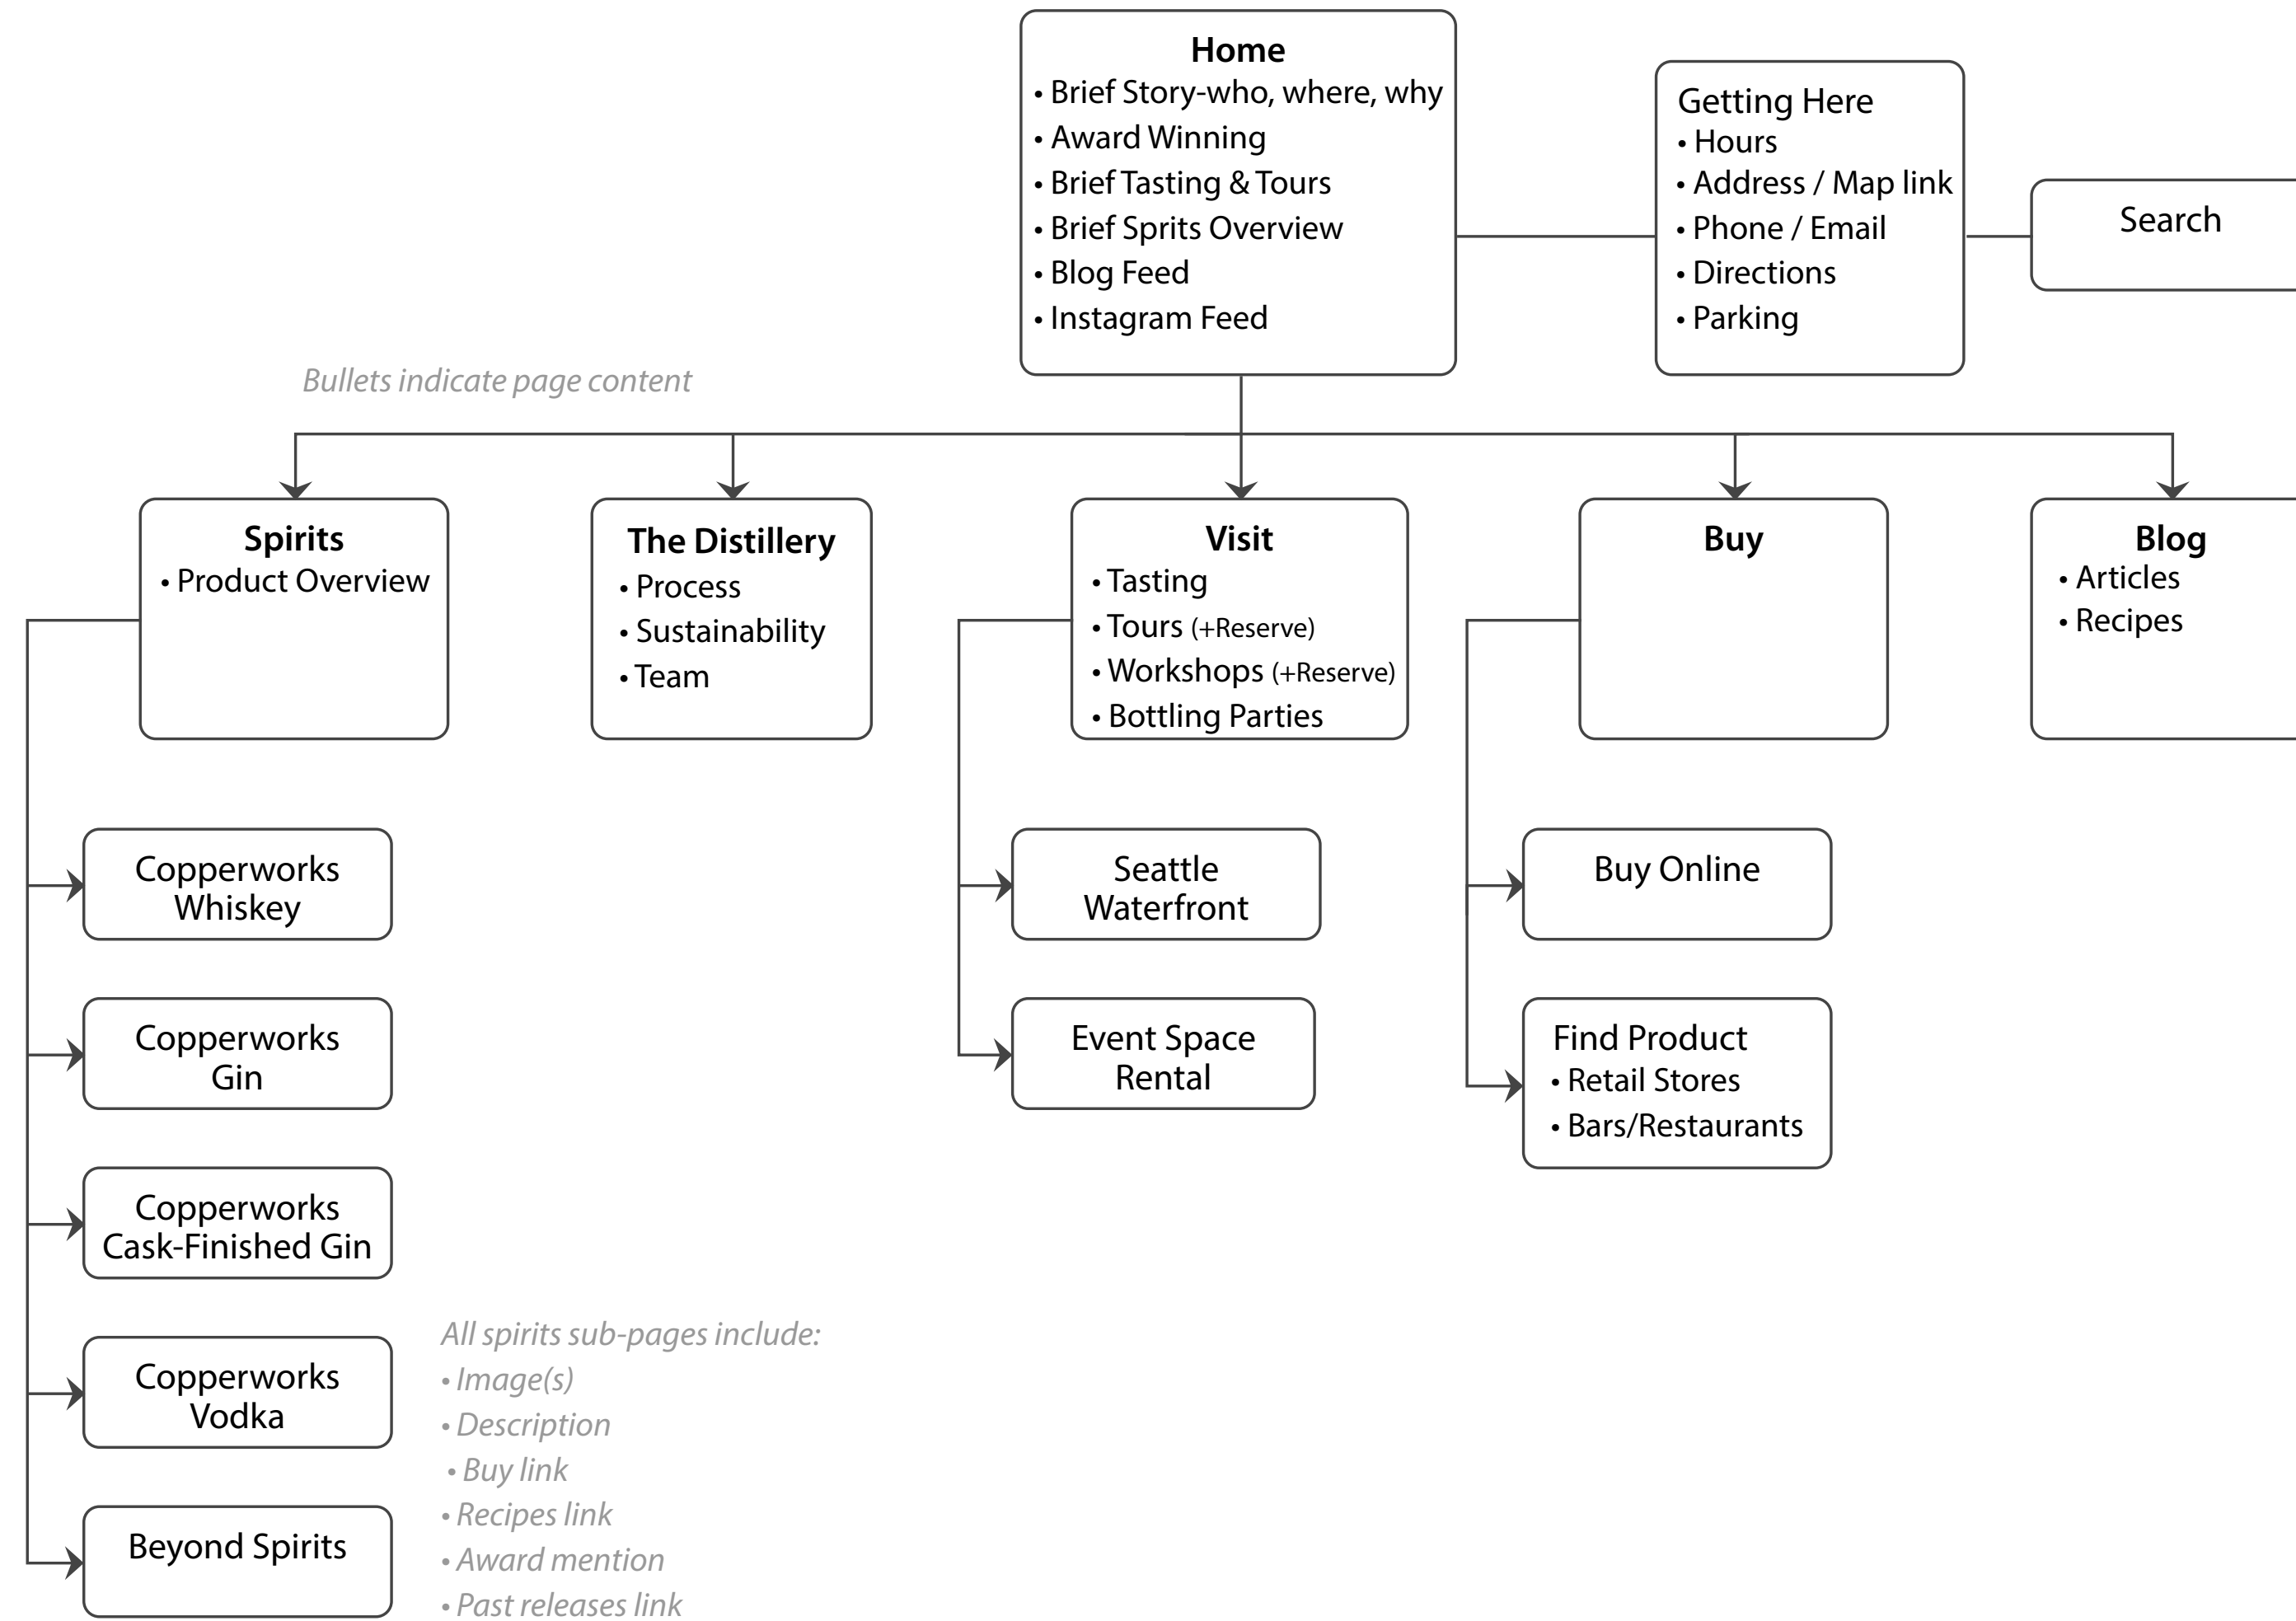 Home
• Brief Story-who, where, why
• Award Winning
• Brief Tasting & Tours
• Brief Sprits Overview
• Blog Feed
• Instagram Feed
Getting Here
• Hours
• Address / Map link
• Phone / Email
• Directions
• Parking
Search
Bullets indicate page content
Spirits
• Product Overview
The Distillery
• Process
• Sustainability
• Team
Visit
• Tasting
• Tours (+Reserve)
• Workshops (+Reserve)
• Bottling Parties
Buy
Blog
• Articles
• Recipes
Copperworks
Whiskey
Copperworks
Gin
Copperworks
Cask-Finished Gin
Copperworks
Vodka
Beyond Spirits
All spirits sub-pages include:
• Image(s)
• Description
• Buy link
• Recipes link
• Award mention
• Past releases link
Seattle
Waterfront
Event Space
Rental
Buy Online
Find Product
• Retail Stores
• Bars/Restaurants